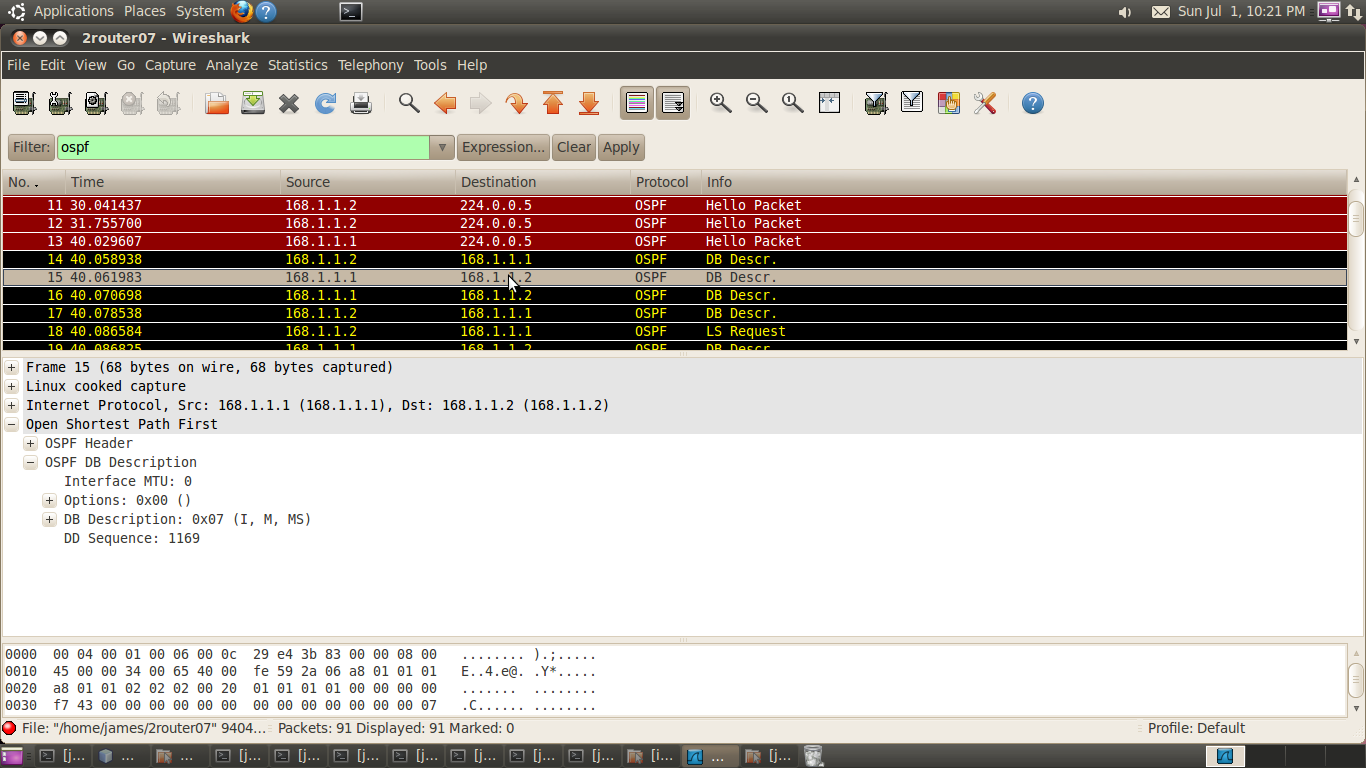 Applications Places System Sun Jul 1, 10:21 PM
2router07 - Wireshark
File Edit View Go Capture Analyze Statistics Telephony Tools Help
Filter: ospf Expression... Clear Apply
No. Time Source Destination Protocol Info
11 30.041437 168.1.1.2 224.0.0.5 OSPF Hello Packet
12 31.755700 168.1.1.2 224.0.0.5 OSPF Hello Packet
13 40.029607 168.1.1.1 224.0.0.5 OSPF Hello Packet
14 40.058938 168.1.1.2 168.1.1.1 OSPF DB Descr.
15 40.061983 168.1.1.1 168.1.1.2 OSPF DB Descr.
16 40.070698 168.1.1.1 168.1.1.2 OSPF DB Descr.
17 40.078538 168.1.1.2 168.1.1.1 OSPF DB Descr.
18 40.086584 168.1.1.2 168.1.1.1 OSPF LS Request
19 40.086825 168.1.1.1 168.1.1.2 OSPF DB Descr.
Frame 15 (68 bytes on wire, 68 bytes captured)
Linux cooked capture
Internet Protocol, Src: 168.1.1.1 (168.1.1.1), Dst: 168.1.1.2 (168.1.1.2)
Open Shortest Path First
OSPF Header
OSPF DB Description
Interface MTU: 0
Options: 0x00 ()
DB Description: 0x07 (I, M, MS)
DD Sequence: 1169
0000 00 04 00 01 00 06 00 0c 29 e4 3b 83 00 00 08 00 ........ ).;.....
0010 45 00 00 34 00 65 40 00 fe 59 2a 06 a8 01 01 01 E..4.e@. .Y*.....
0020 a8 01 01 02 02 02 00 20 01 01 01 01 00 00 00 00 ....... ........
0030 f7 43 00 00 00 00 00 00 00 00 00 00 00 00 00 07 .C...... ........
File: "/home/james/2router07" 9404... Packets: 91 Displayed: 91 Marked: 0 Profile: Default
[j... ... ... [j... [j... [j... [j... [j... [j... [j... [i... ... [j...